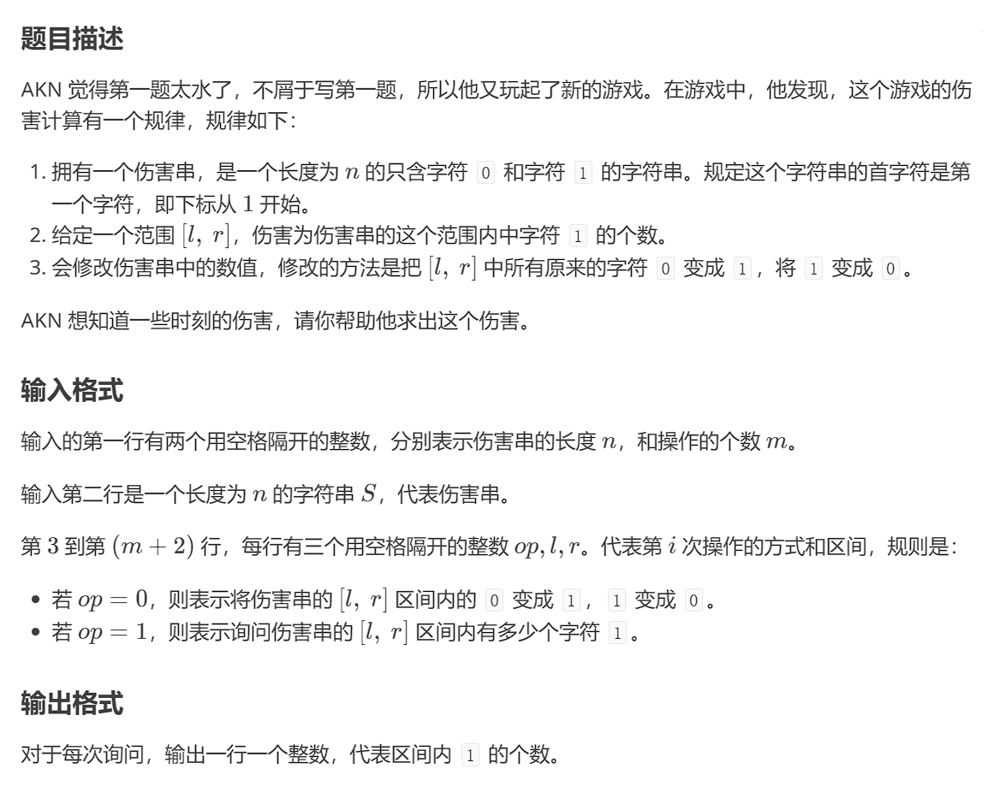 题目描述
AKN 觉得第一题太水了，不屑于写第一题，所以他又玩起了新的游戏。在游戏中，他发现，这个游戏的伤
害计算有一个规律，规律如下：
1. 拥有一个伤害串，是一个长度为 n 的只含字符 0 和字符 1 的字符串。规定这个字符串的首字符是第
一个字符，即下标从 1 开始。
2. 给定一个范围 [l, r]，伤害为伤害串的这个范围内中字符 1 的个数。
3. 会修改伤害串中的数值，修改的方法是把 [l, r] 中所有原来的字符 0 变成 1，将 1 变成 0。
AKN 想知道一些时刻的伤害，请你帮助他求出这个伤害。
输入格式
输入的第一行有两个用空格隔开的整数，分别表示伤害串的长度 n，和操作的个数 m。
输入第二行是一个长度为 n 的字符串 S，代表伤害串。
第 3 到第 (m + 2) 行，每行有三个用空格隔开的整数 op, l, r。代表第 i 次操作的方式和区间，规则是：
• 若 op = 0，则表示将伤害串的 [l, r] 区间内的 0 变成 1，1 变成 0。
• 若 op = 1，则表示询问伤害串的 [l, r] 区间内有多少个字符 1。
输出格式
对于每次询问，输出一行一个整数，代表区间内 1 的个数。